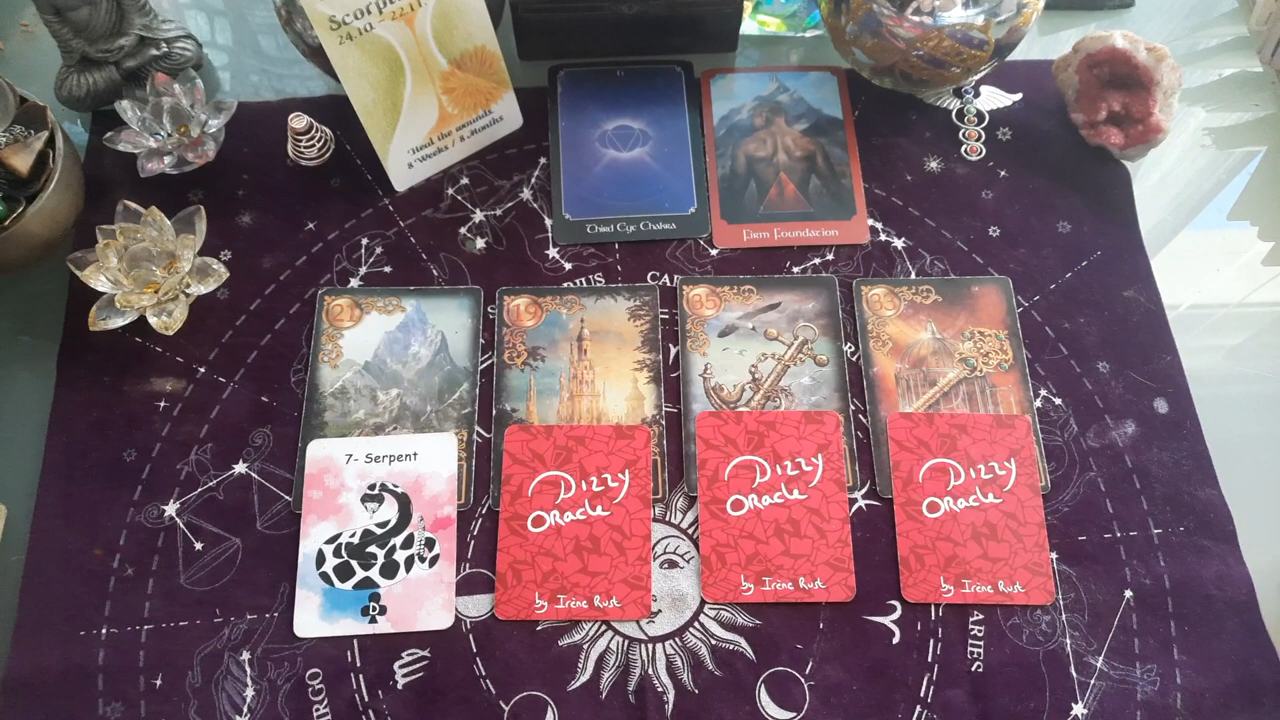 Scorpi
24.10. - 22.11.
Heal the wounds
8 Weeks / 8 Months
Third Eye Chakra
Firm Foundation
21
19
35
33
7- Serpent
D
Dizzy
Oracle
by Irène Rust
Dizzy
Oracle
by Irène Rust
Dizzy
Oracle
by Irène Rust
ARIES